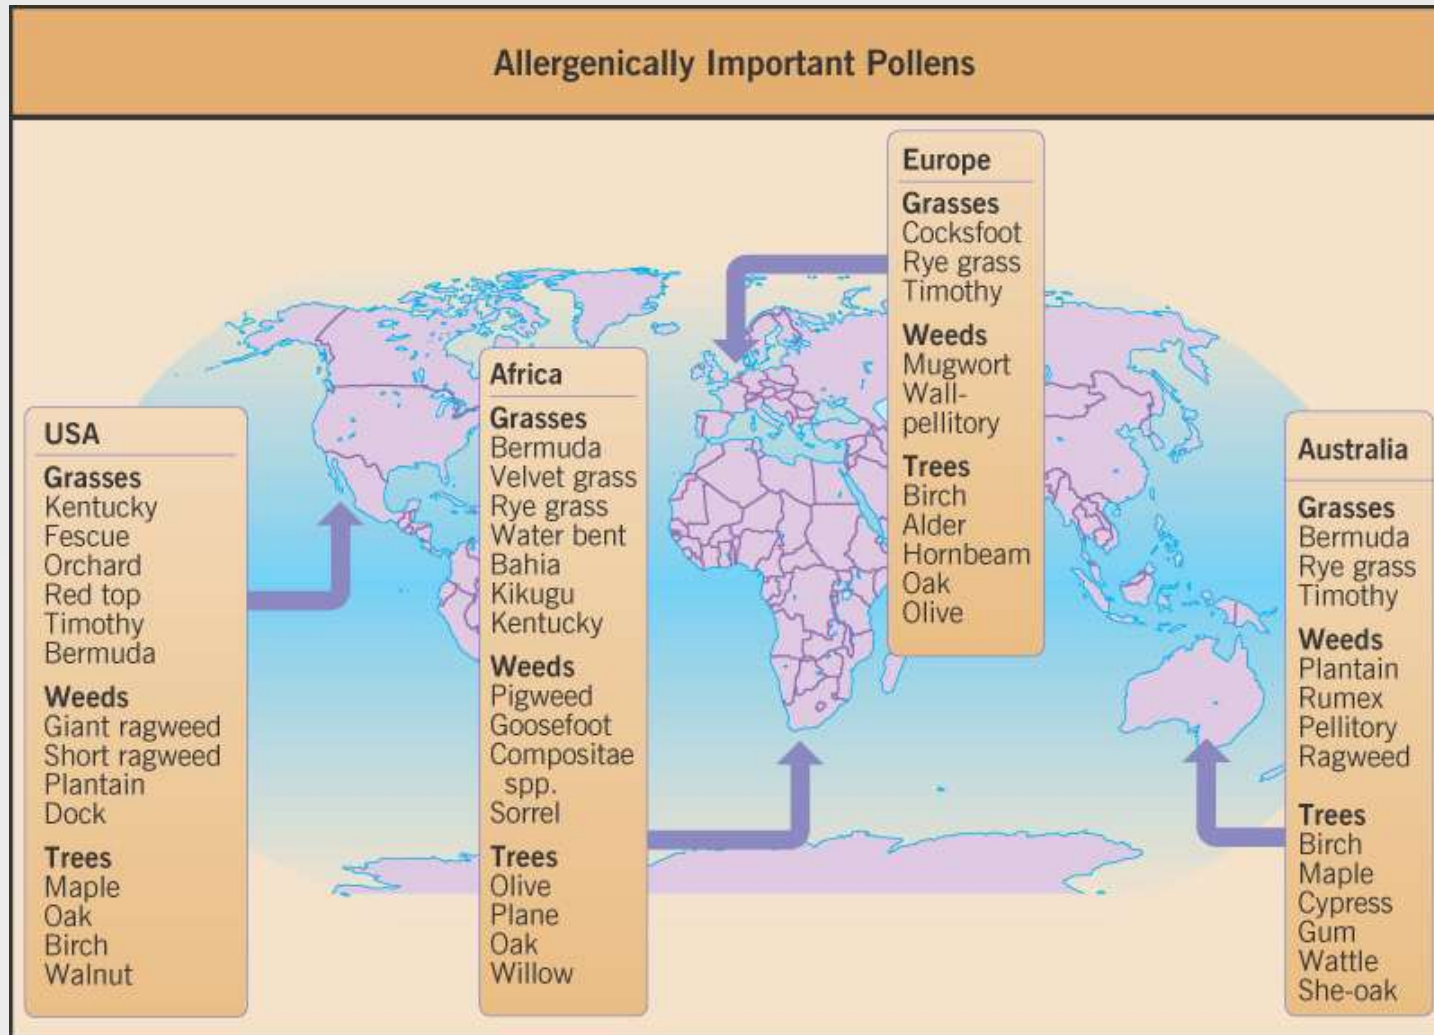 Allergenically Important Pollens
USA
Grasses
Kentucky
Fescue
Orchard
Red top
Timothy
Bermuda
Weeds
Giant ragweed
Short ragweed
Plantain
Dock
Trees
Maple
Oak
Birch
Walnut
Africa
Grasses
Bermuda
Velvet grass
Rye grass
Water bent
Bahia
Kikugu
Kentucky
Weeds
Pigweed
Goosefoot
Compositae
spp.
Sorrel
Trees
Olive
Plane
Oak
Willow
Europe
Grasses
Cocksfoot
Rye grass
Timothy
Weeds
Mugwort
Wall-
pellitory
Trees
Birch
Alder
Hornbeam
Oak
Olive
Australia
Grasses
Bermuda
Rye grass
Timothy
Weeds
Plantain
Rumex
Pellitory
Ragweed
Trees
Birch
Maple
Cypress
Gum
Wattle
She-oak